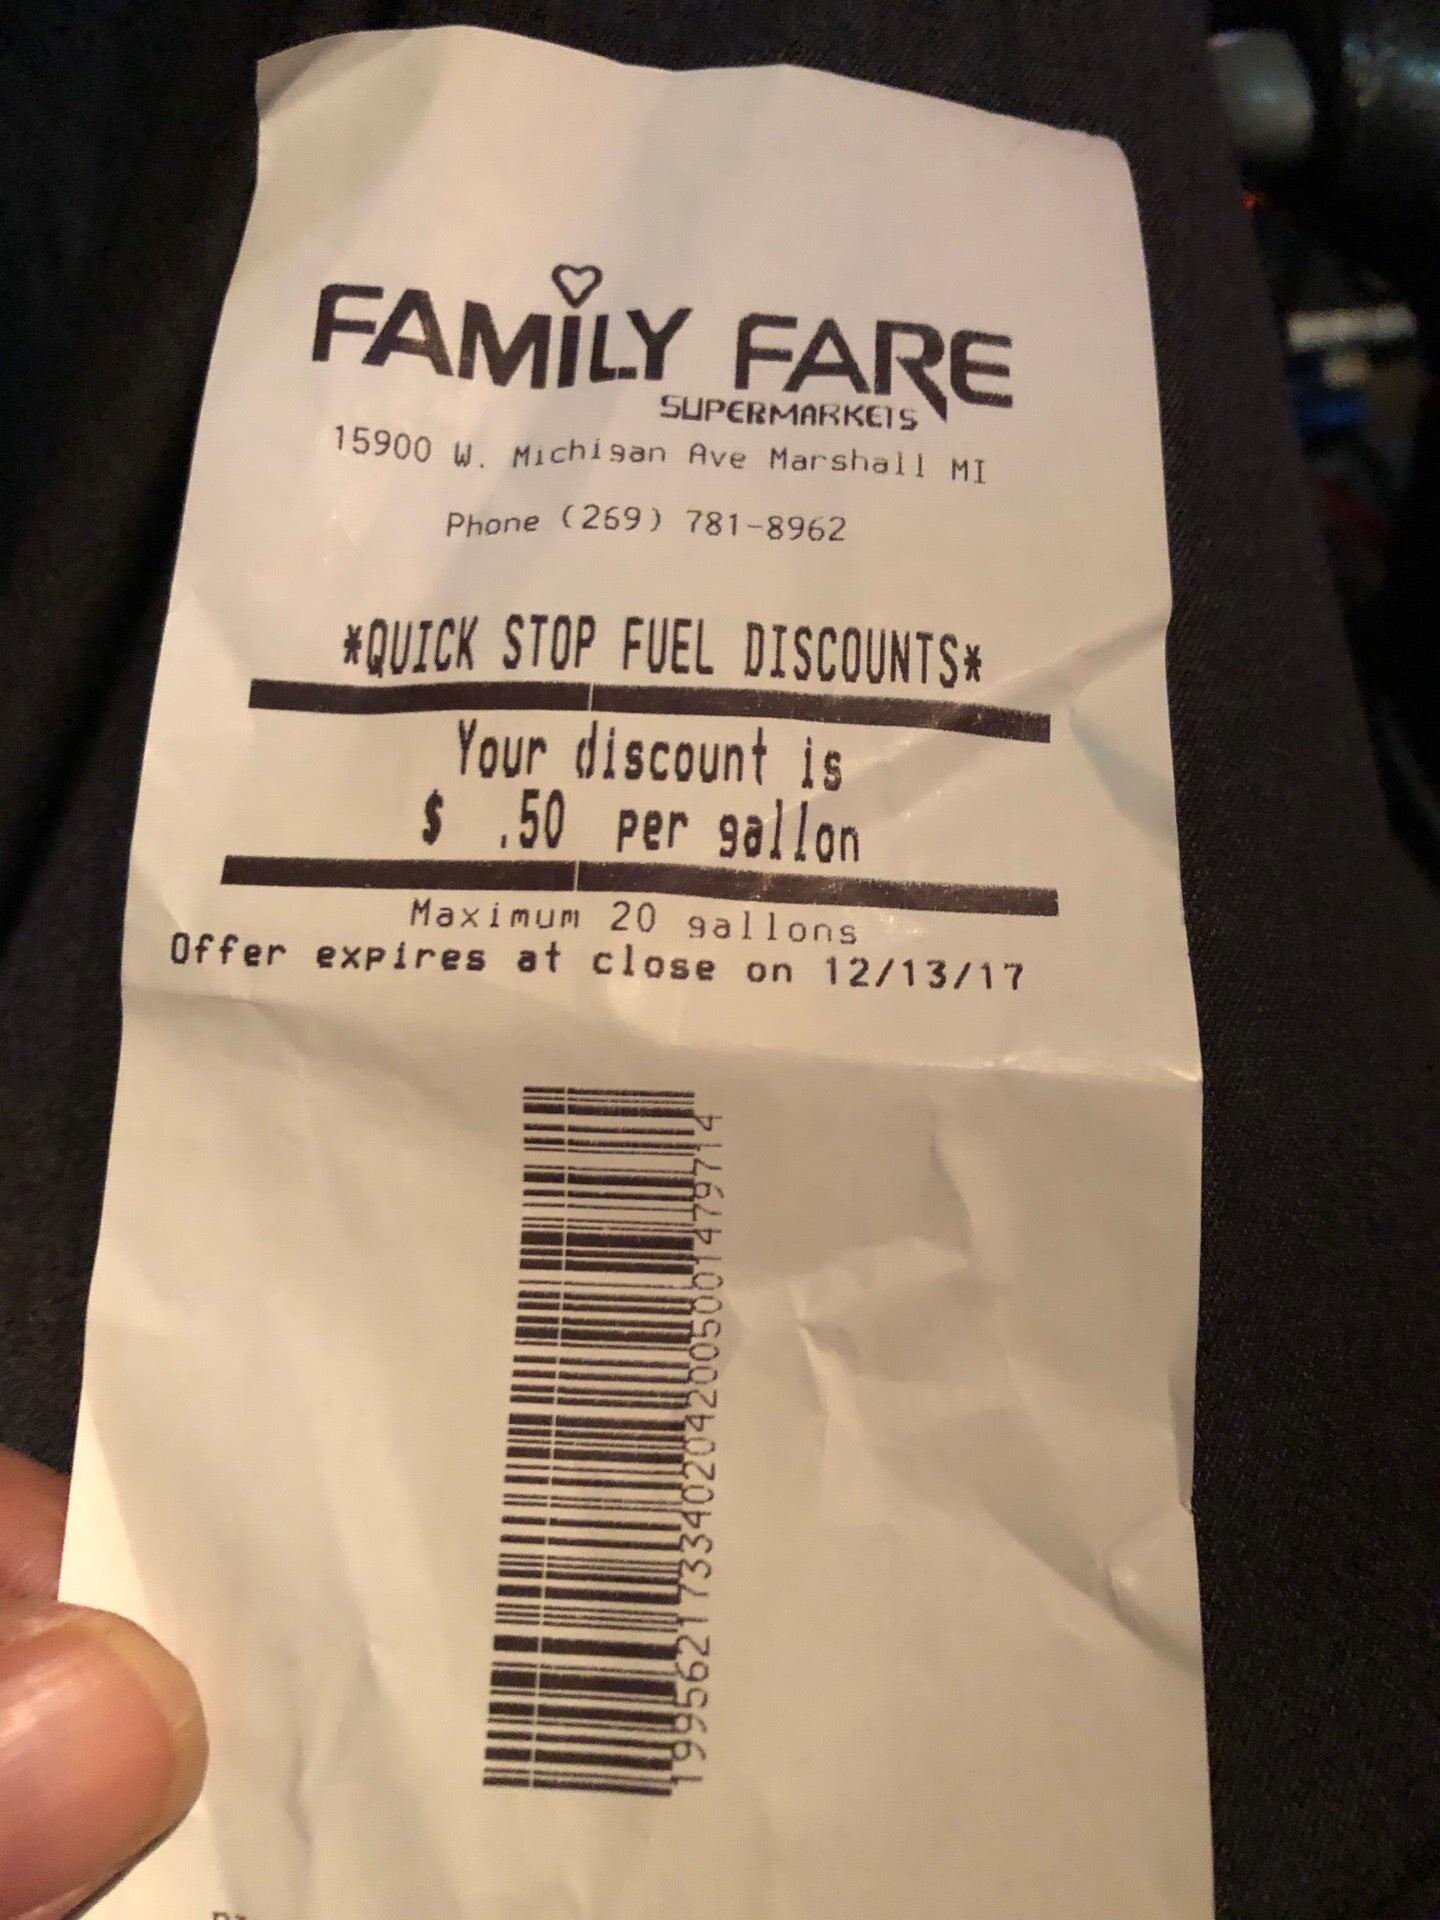 FAMiLY FARE
SUPERMARKETS
15900 W. Michigan Ave Marshall MI
Phone (269) 781-8962
*QUICK STOP FUEL DISCOUNTS*
Your discount is
$ .50 per gallon
Maximum 20 gallons
Offer expires at close on 12/13/17
1995621733402042005001479714